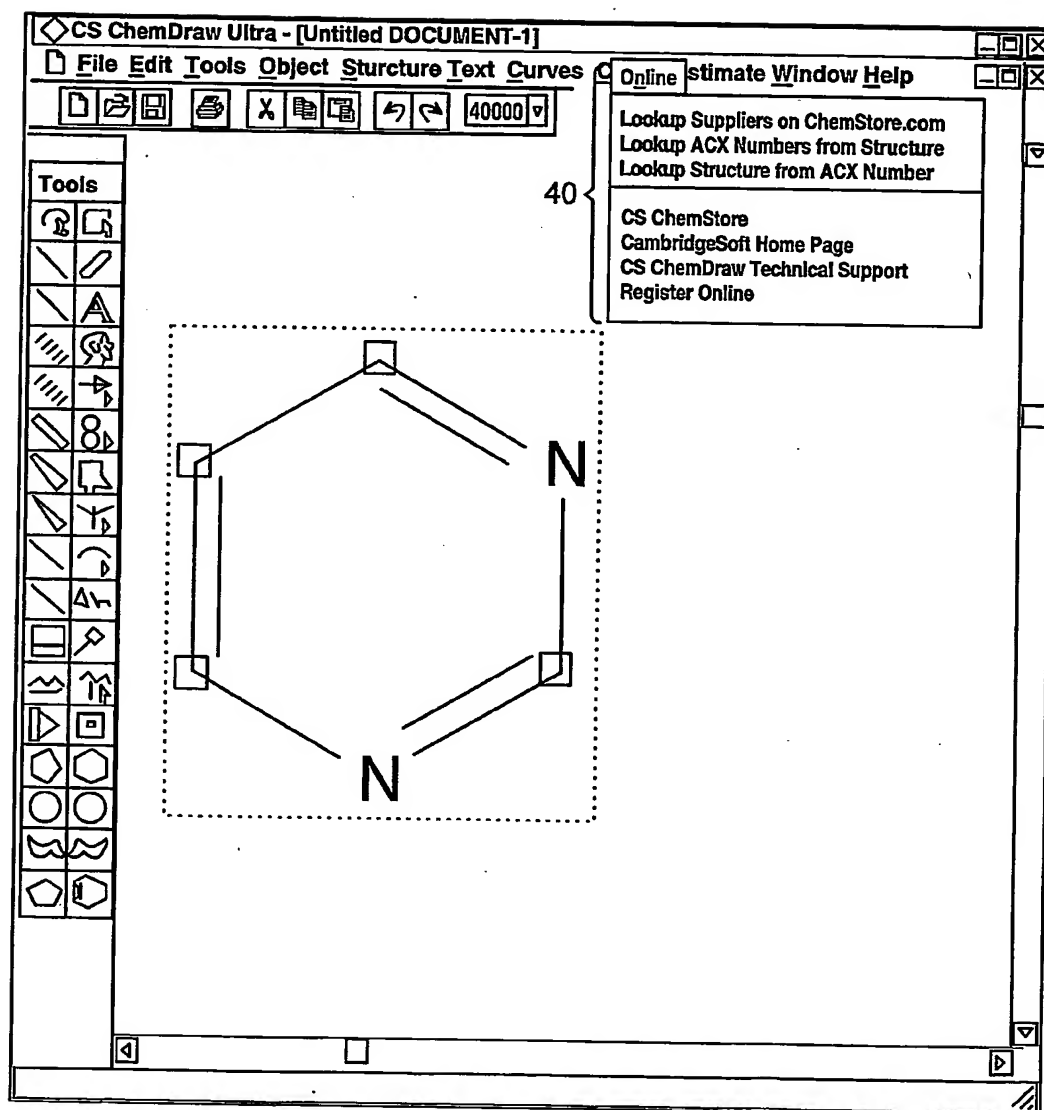 CS ChemDraw Ultra - [Untitled DOCUMENT-1]
File Edit Tools Object Sturcture Text Curves C Online stimate Window Help
40000
Lookup Suppliers on ChemStore.com
Lookup ACX Numbers from Structure
Lookup Structure from ACX Number
40
CS ChemStore
CambridgeSoft Home Page
CS ChemDraw Technical Support
Register Online
Tools
A
8
N
N